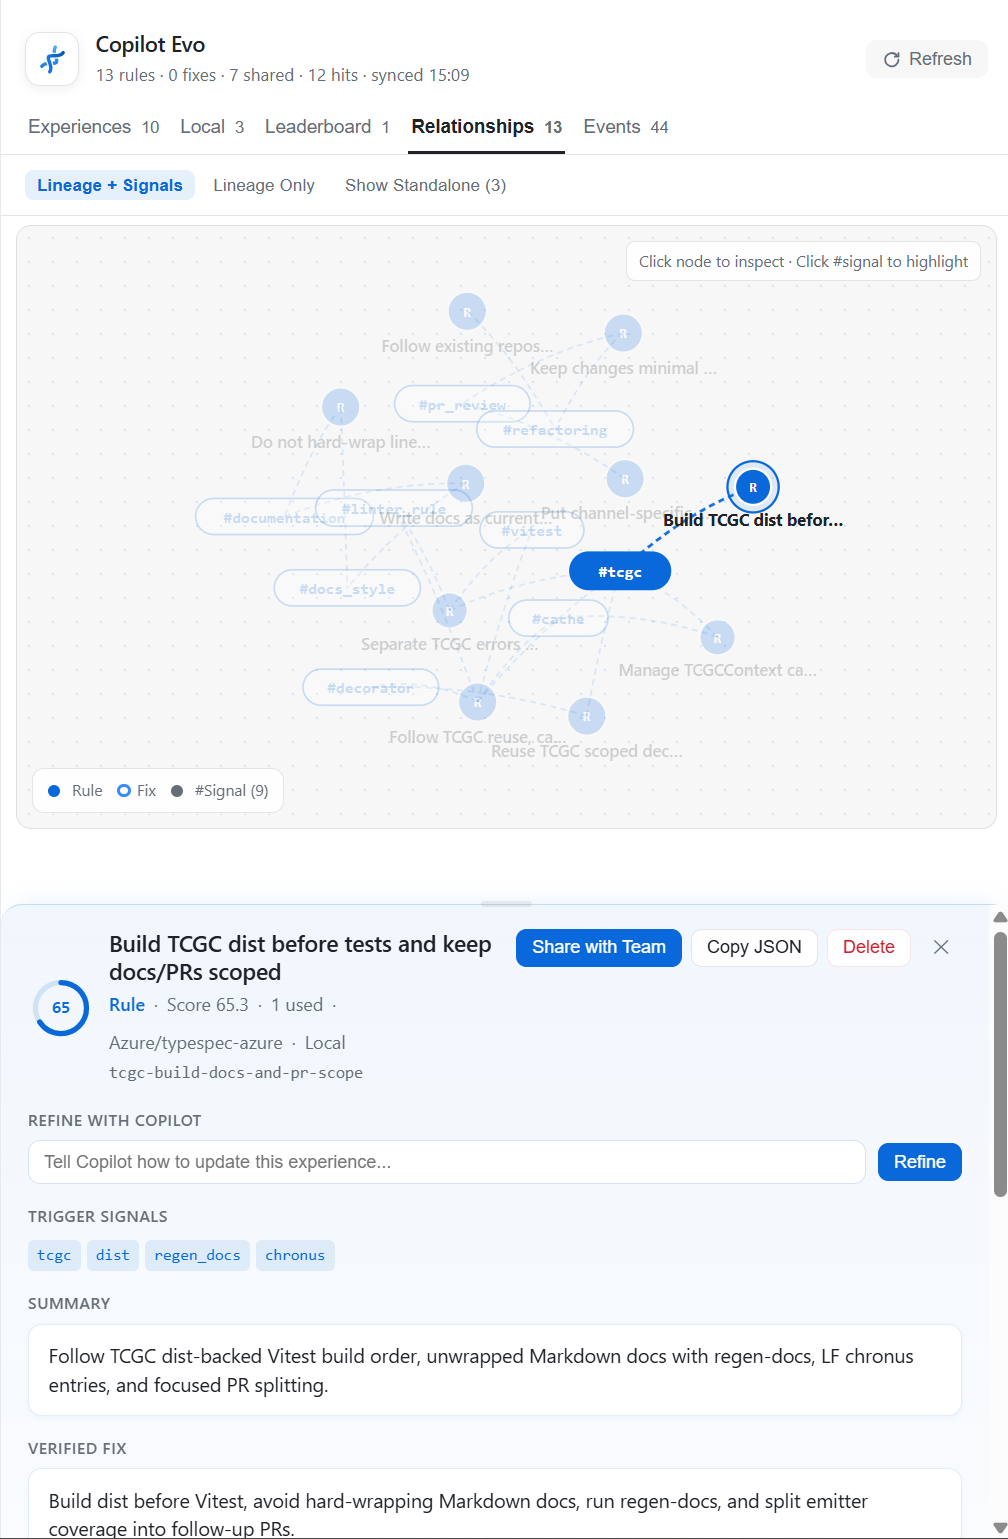 Copilot Evo
13 rules · 0 fixes · 7 shared · 12 hits · synced 15:09
Refresh
Experiences 10 Local 3 Leaderboard 1 Relationships 13 Events 44
Lineage + Signals Lineage Only Show Standalone (3)
Click node to inspect · Click #signal to highlight
R
Follow existing repos...
R
Keep changes minimal ...
#pr_review
R
#refactoring
Do not hard-wrap line...
R
R
R
#documentation
#linter_rule
Write docs as current...
Put channel-specific
Build TCGC dist befor...
#vitest
#tcgc
#docs_style
R
#cache
Separate TCGC errors ...
R
Manage TCGCContext ca...
#decorator
R
R
Follow TCGC reuse, ca...
Reuse TCGC scoped dec...
Rule Fix #Signal (9)
Build TCGC dist before tests and keep
docs/PRs scoped
Share with Team Copy JSON Delete
65
Rule · Score 65.3 · 1 used ·
Azure/typespec-azure · Local
tcgc-build-docs-and-pr-scope
REFINE WITH COPILOT
Tell Copilot how to update this experience...
Refine
TRIGGER SIGNALS
tcgc dist regen_docs chronus
SUMMARY
Follow TCGC dist-backed Vitest build order, unwrapped Markdown docs with regen-docs, LF chronus
entries, and focused PR splitting.
VERIFIED FIX
Build dist before Vitest, avoid hard-wrapping Markdown docs, run regen-docs, and split emitter
coverage into follow-up PRs.